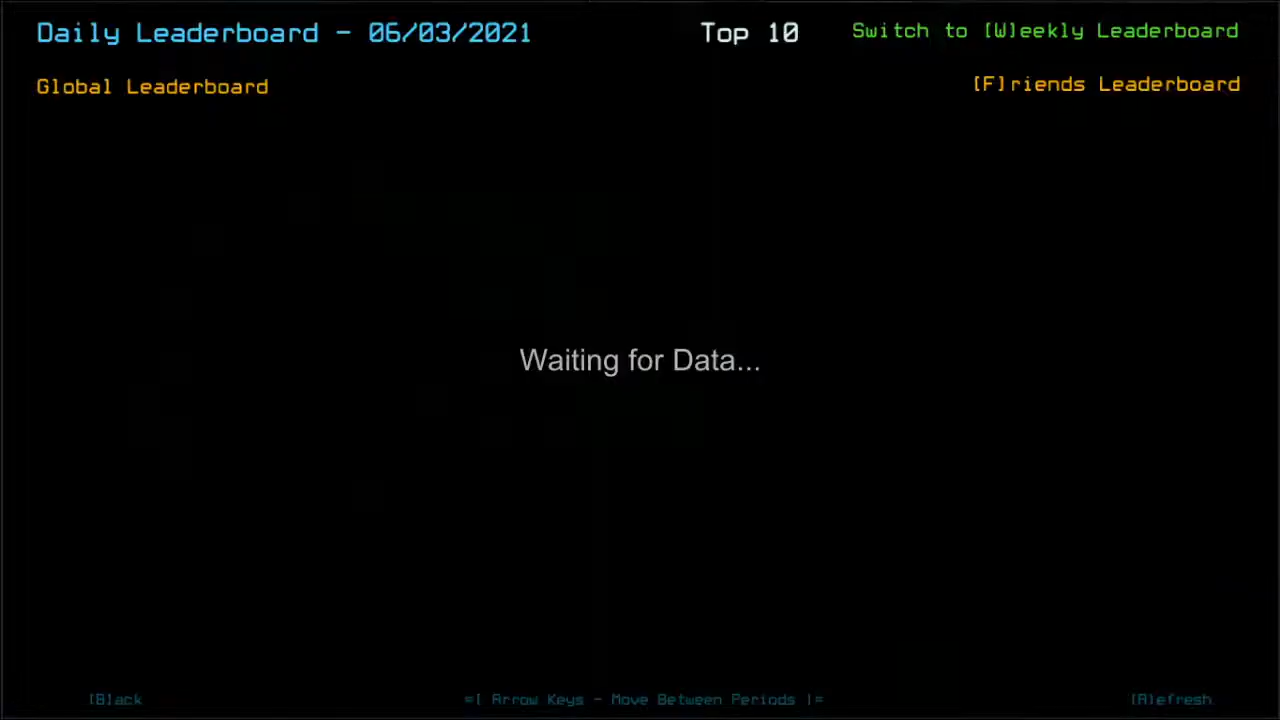 Daily Leaderboard - 06/03/2021
Top 10
Switch to [W]eekly Leaderboard
Global Leaderboard
[F]riends Leaderboard
Waiting for Data...
[B]ack
=[ Arrow Keys - Move Between Periods ]=
[R]efresh